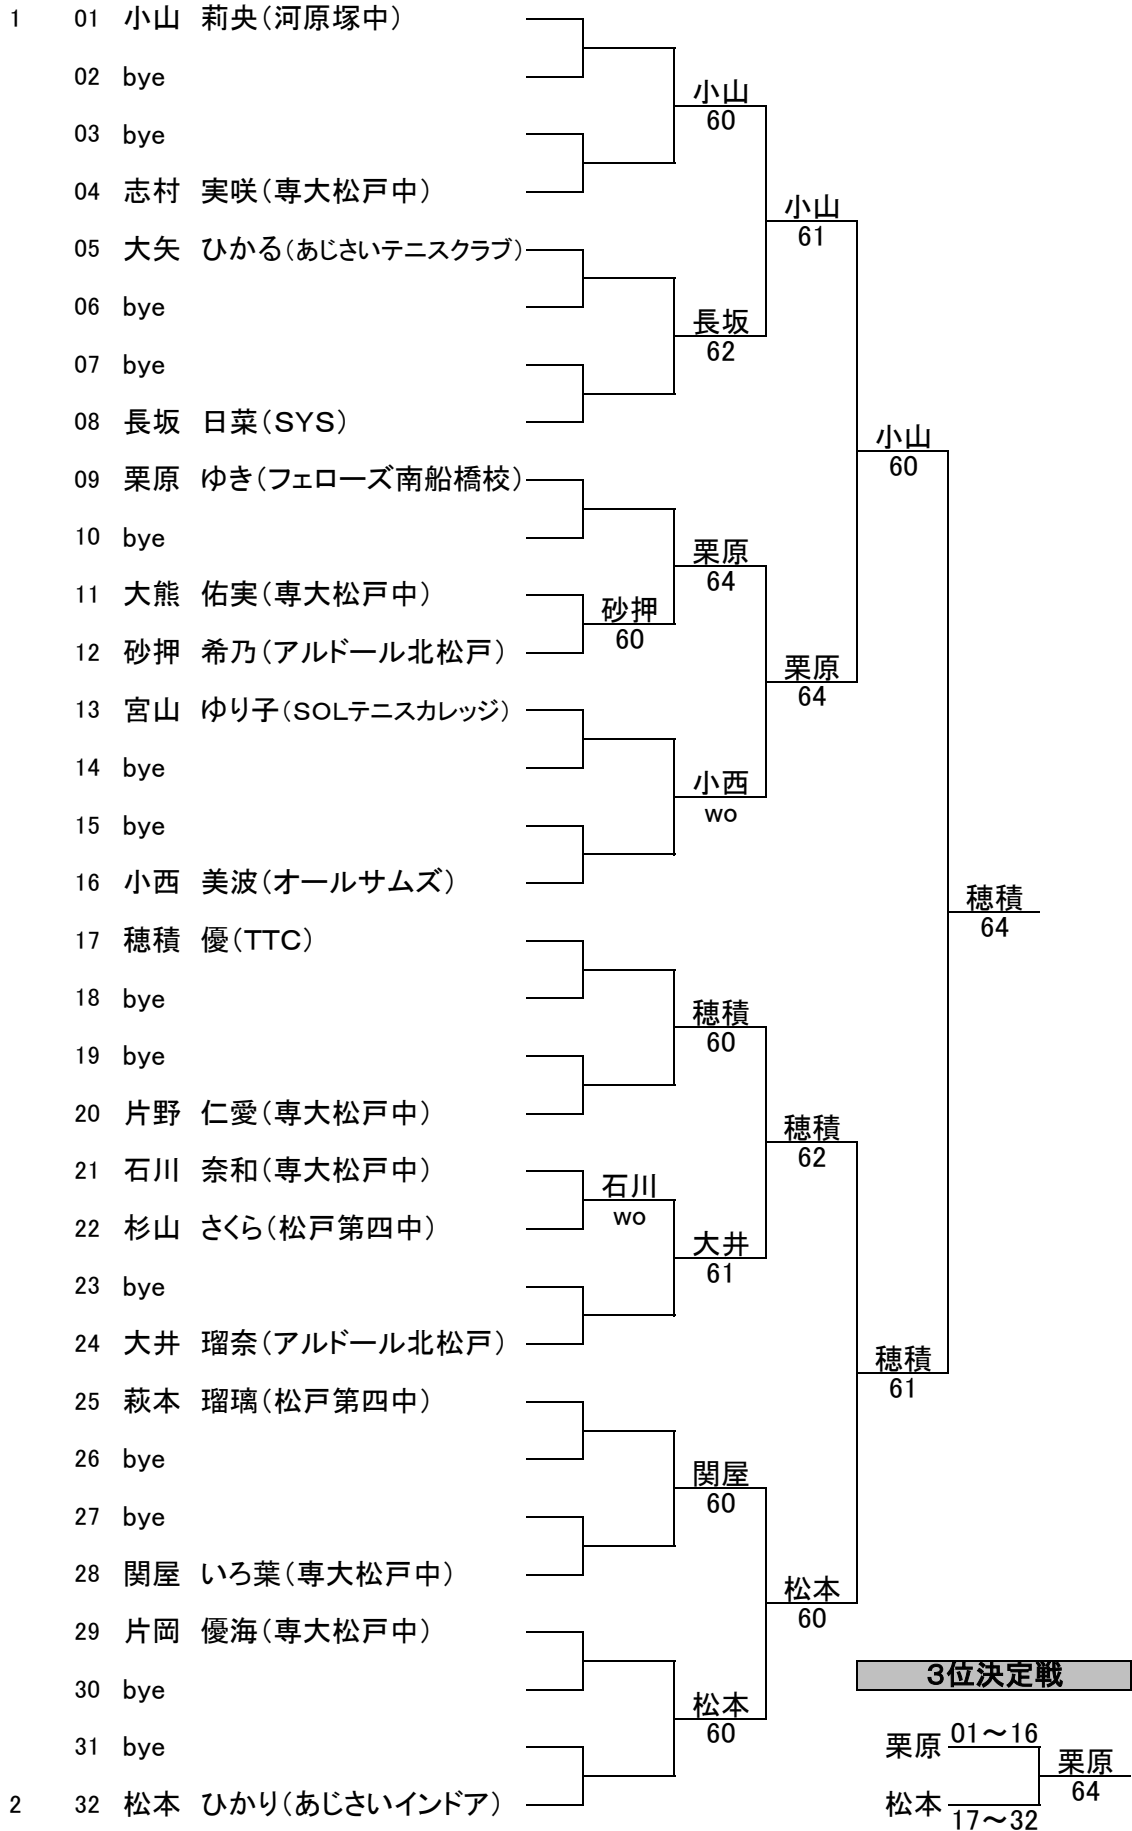 1 01 小山 莉央(河原塚中)
02 bye
小山
60
03 bye
04 志村 実咲(専大松戸中)
小山
61
05 大矢 ひかる(あじさいテニスクラブ)
06 bye
長坂
62
07 bye
08 長坂 日菜(SYS)
小山
60
09 栗原 ゆき(フェローズ南船橋校)
10 bye
栗原
64
11 大熊 佑実(専大松戸中)
砂押
60
12 砂押 希乃(アルドール北松戸)
栗原
64
13 宮山 ゆり子(SOLテニスカレッジ)
14 bye
小西
wo
15 bye
16 小西 美波(オールサムズ)
穂積
64
17 穂積 優(TTC)
18 bye
穂積
60
19 bye
20 片野 仁愛(専大松戸中)
穂積
62
21 石川 奈和(専大松戸中)
石川
wo
22 杉山 さくら(松戸第四中)
大井
61
23 bye
24 大井 瑠奈(アルドール北松戸)
穂積
61
25 萩本 瑠璃(松戸第四中)
26 bye
関屋
60
27 bye
28 関屋 いろ葉(専大松戸中)
松本
60
29 片岡 優海(専大松戸中)
30 bye
松本
60
31 bye
2 32 松本 ひかり(あじさいインドア)
3位決定戦
栗原 01～16
栗原
64
松本 17～32